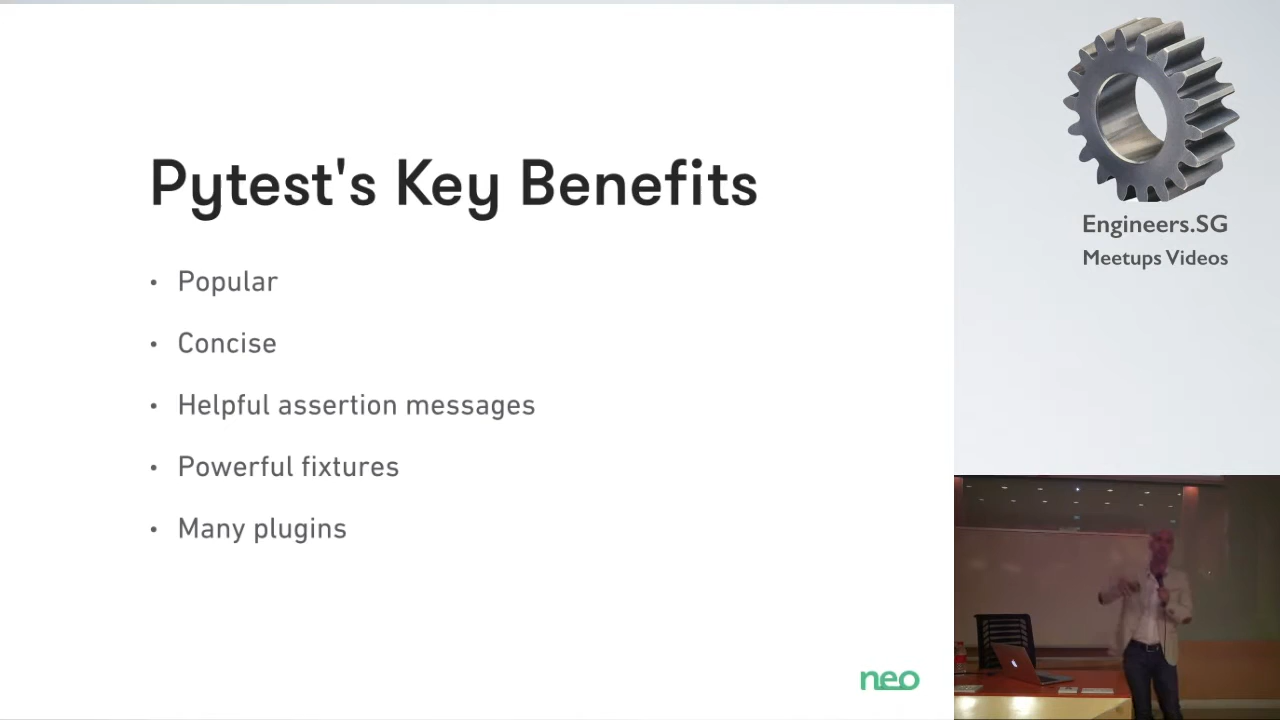 Pytest's Key Benefits
• Popular
• Concise
• Helpful assertion messages
• Powerful fixtures
• Many plugins
neo
Engineers.SG
Meetups Videos